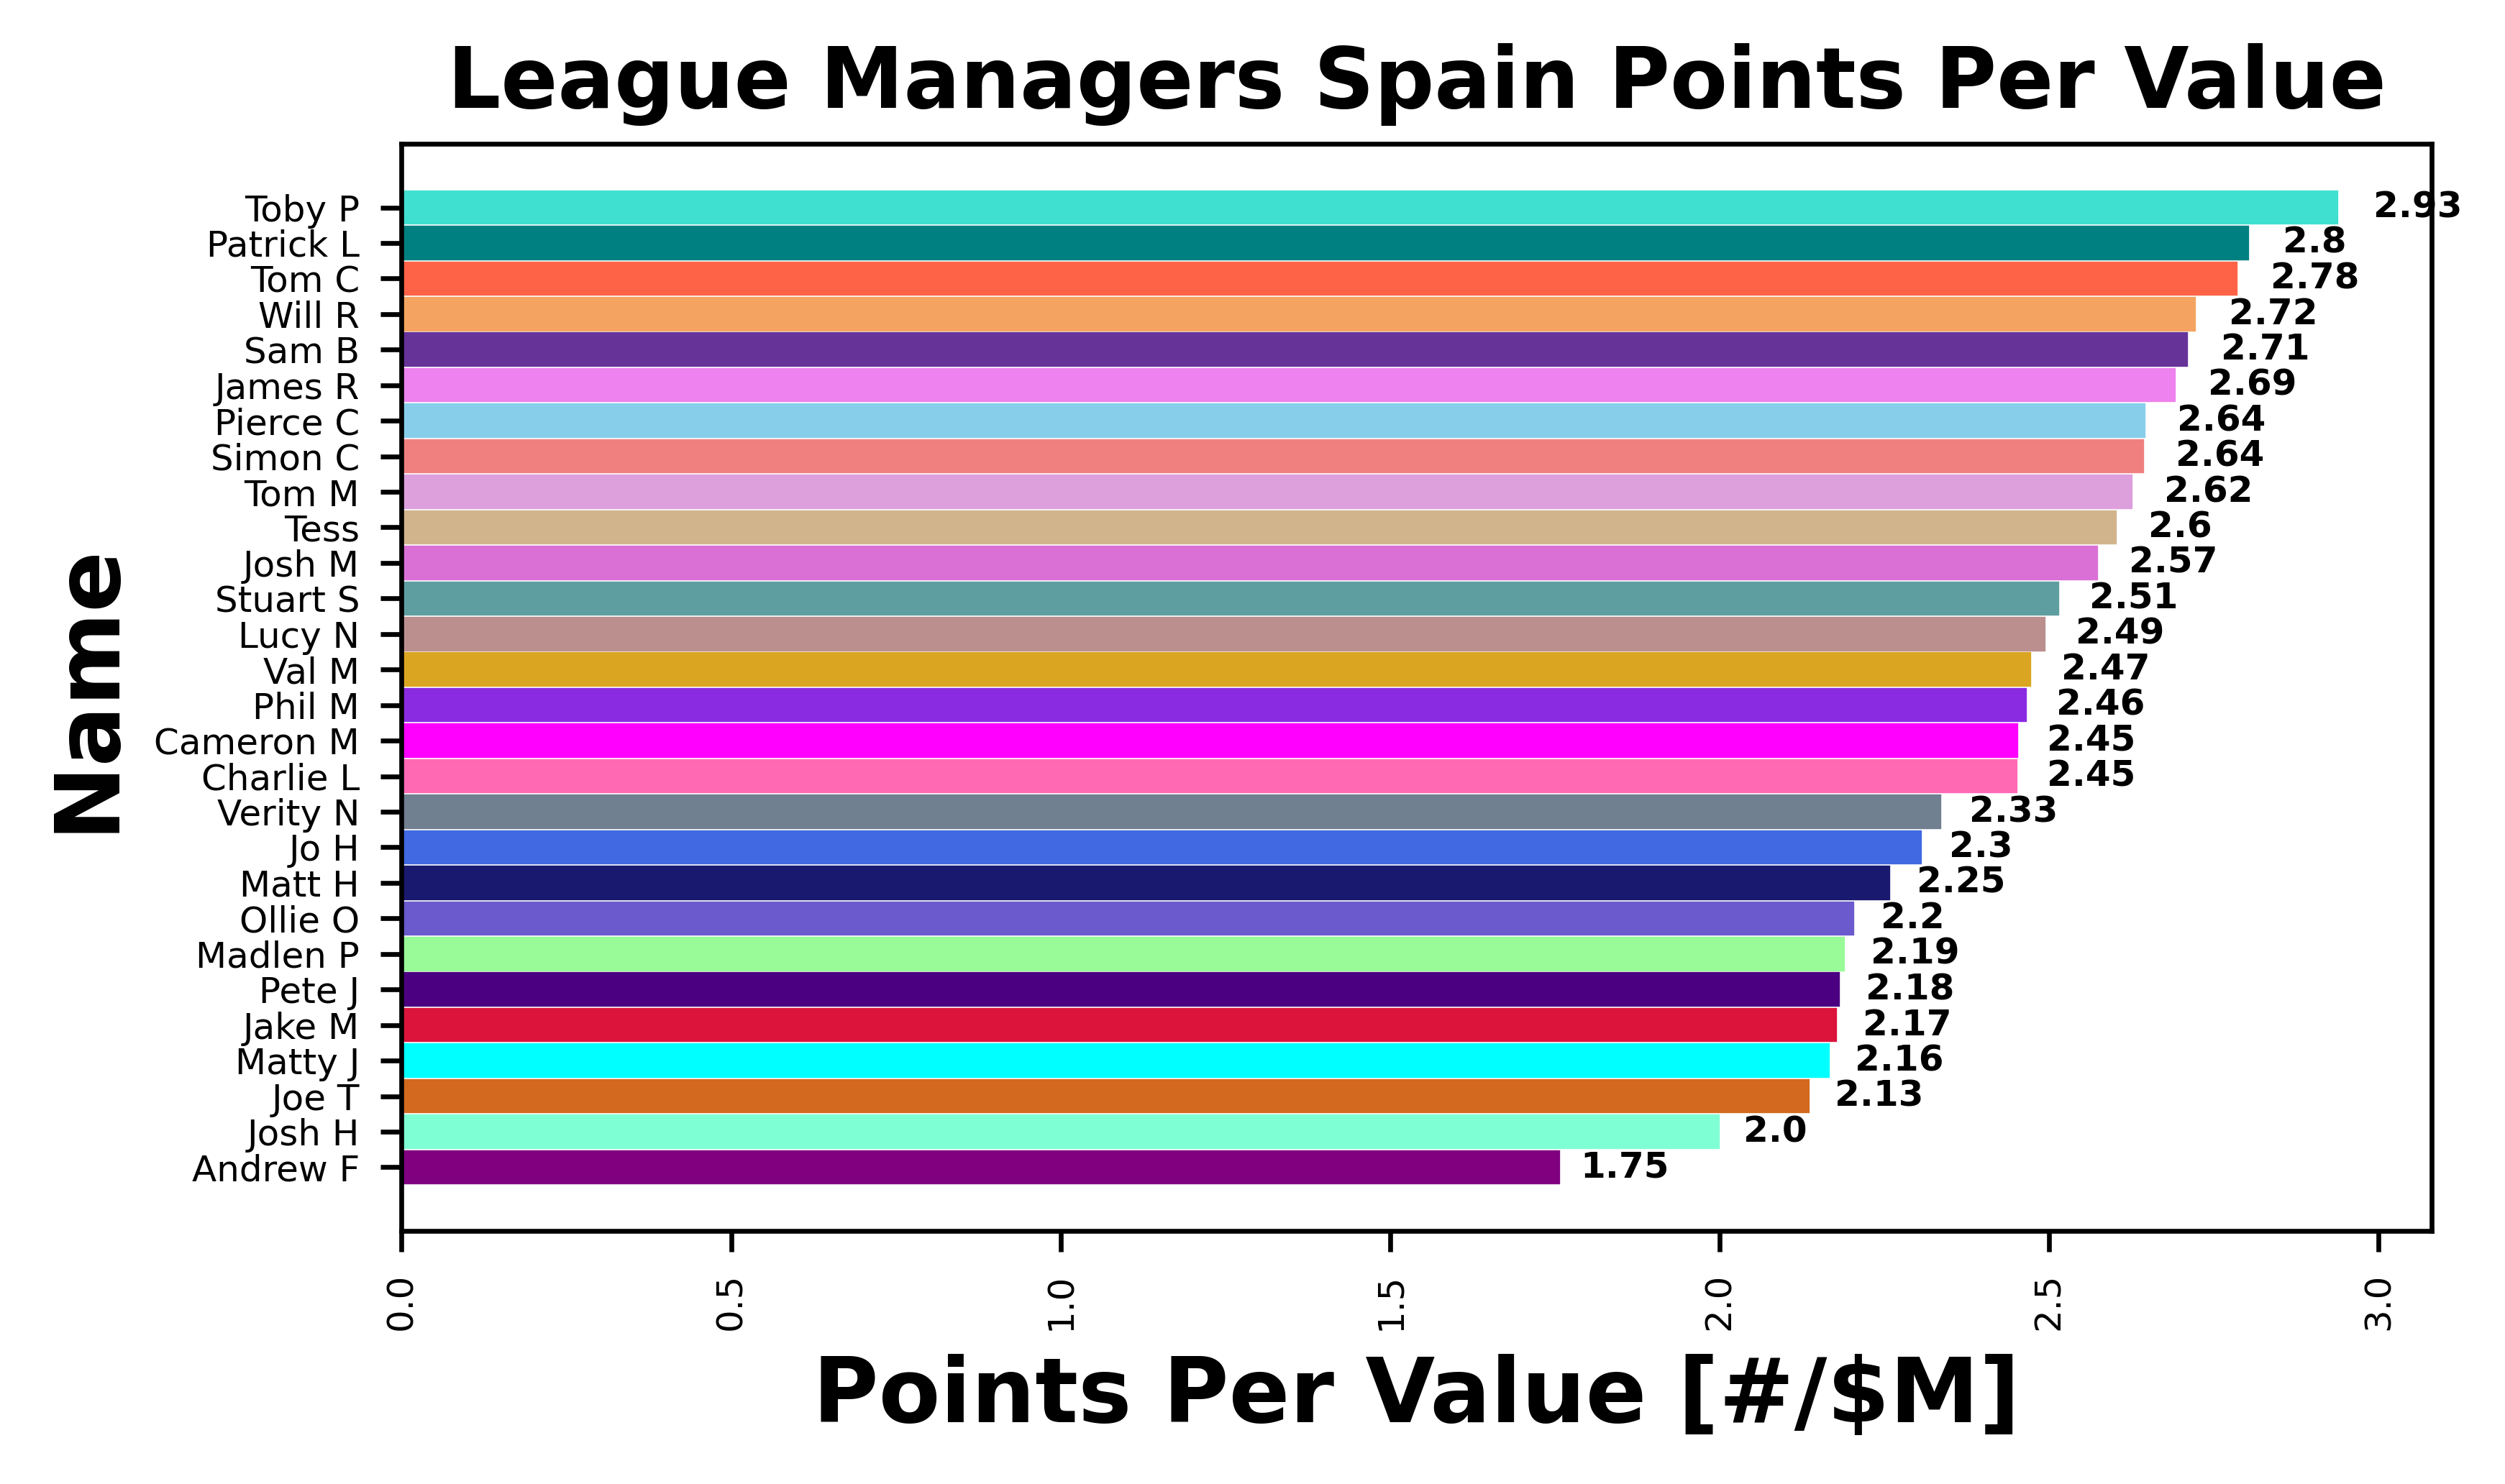 League Managers Spain Points Per Value
Name
Toby P 2.93
Patrick L 2.8
Tom C 2.78
Will R 2.72
Sam B 2.71
James R 2.69
Pierce C 2.64
Simon C 2.64
Tom M 2.62
Tess 2.6
Josh M 2.57
Stuart S 2.51
Lucy N 2.49
Val M 2.47
Phil M 2.46
Cameron M 2.45
Charlie L 2.45
Verity N 2.33
Jo H 2.3
Matt H 2.25
Ollie O 2.2
Madlen P 2.19
Pete J 2.18
Jake M 2.17
Matty J 2.16
Joe T 2.13
Josh H 2.0
Andrew F 1.75
0.0 0.5 1.0 1.5 2.0 2.5 3.0
Points Per Value [#/$M]